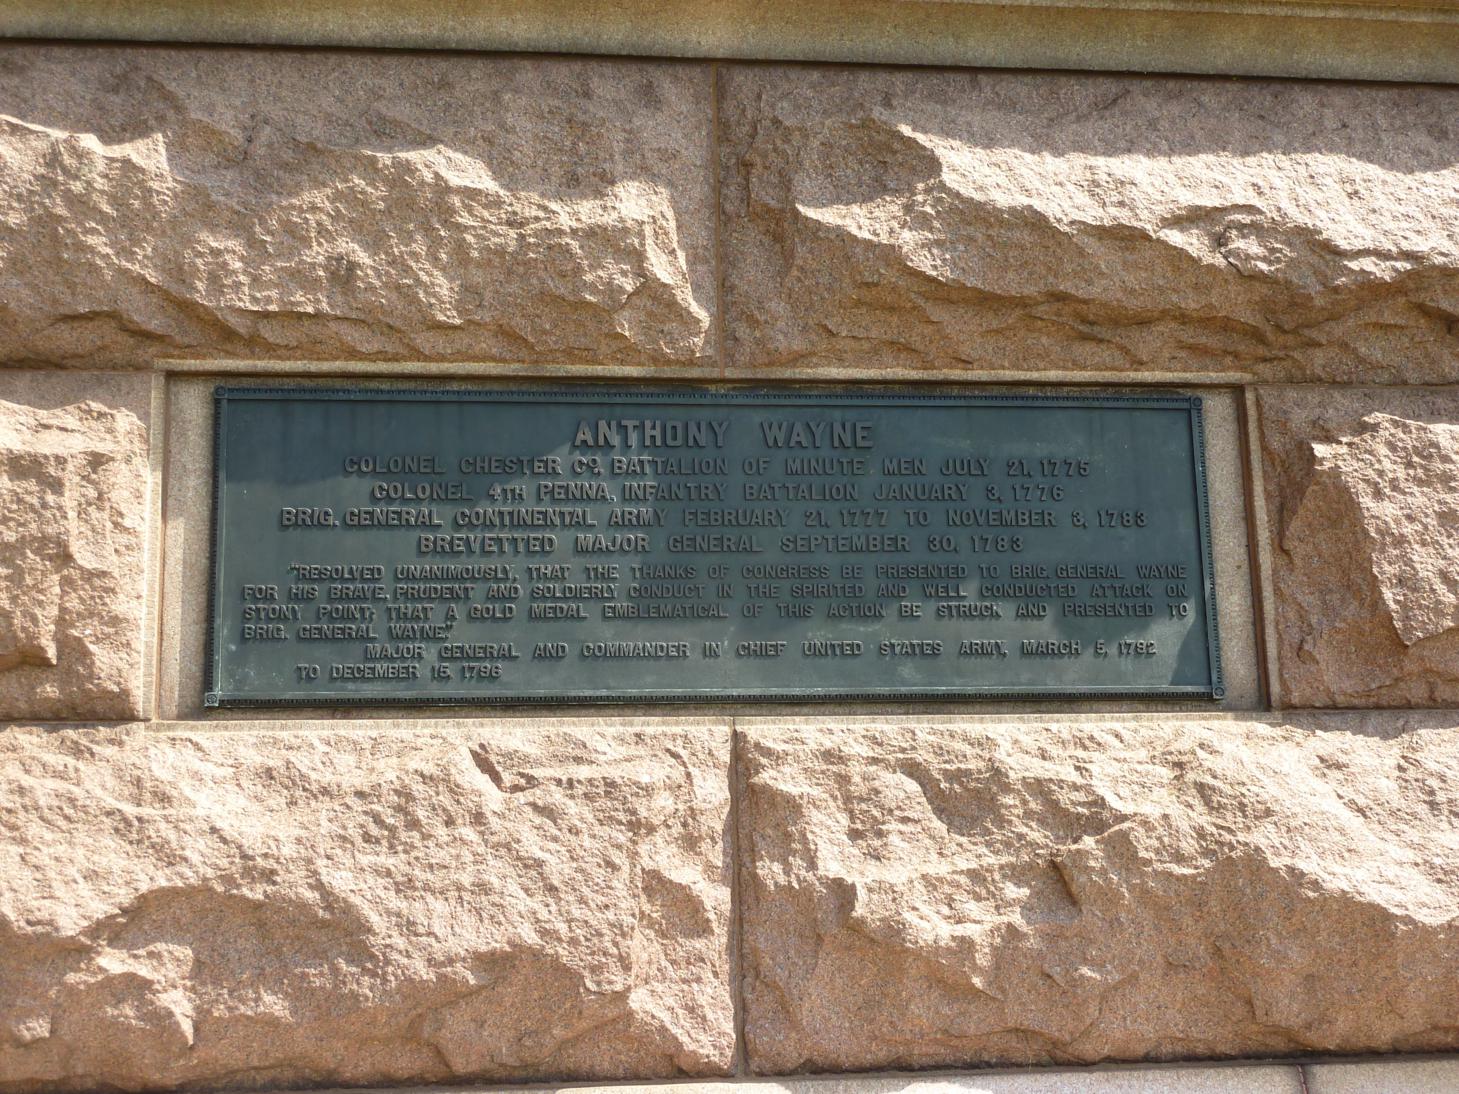 ANTHONY WAYNE
COLONEL CHESTER CO. BATTALION OF MINUTE MEN JULY 21, 1775
COLONEL 4TH PENNA. INFANTRY BATTALION JANUARY 3, 1776
BRIG. GENERAL CONTINENTAL ARMY FEBRUARY 21, 1777 TO NOVEMBER 3, 1783
BREVETTED MAJOR GENERAL SEPTEMBER 30, 1783
"RESOLVED UNANIMOUSLY, THAT THE THANKS OF CONGRESS BE PRESENTED TO BRIG. GENERAL WAYNE
FOR HIS BRAVE, PRUDENT AND SOLDIERLY CONDUCT IN THE SPIRITED AND WELL CONDUCTED ATTACK ON
STONY POINT; THAT A GOLD MEDAL EMBLEMATICAL OF THIS ACTION BE STRUCK AND PRESENTED TO
BRIG. GENERAL WAYNE."
MAJOR GENERAL AND COMMANDER IN CHIEF UNITED STATES ARMY, MARCH 5, 1792
TO DECEMBER 15, 1796